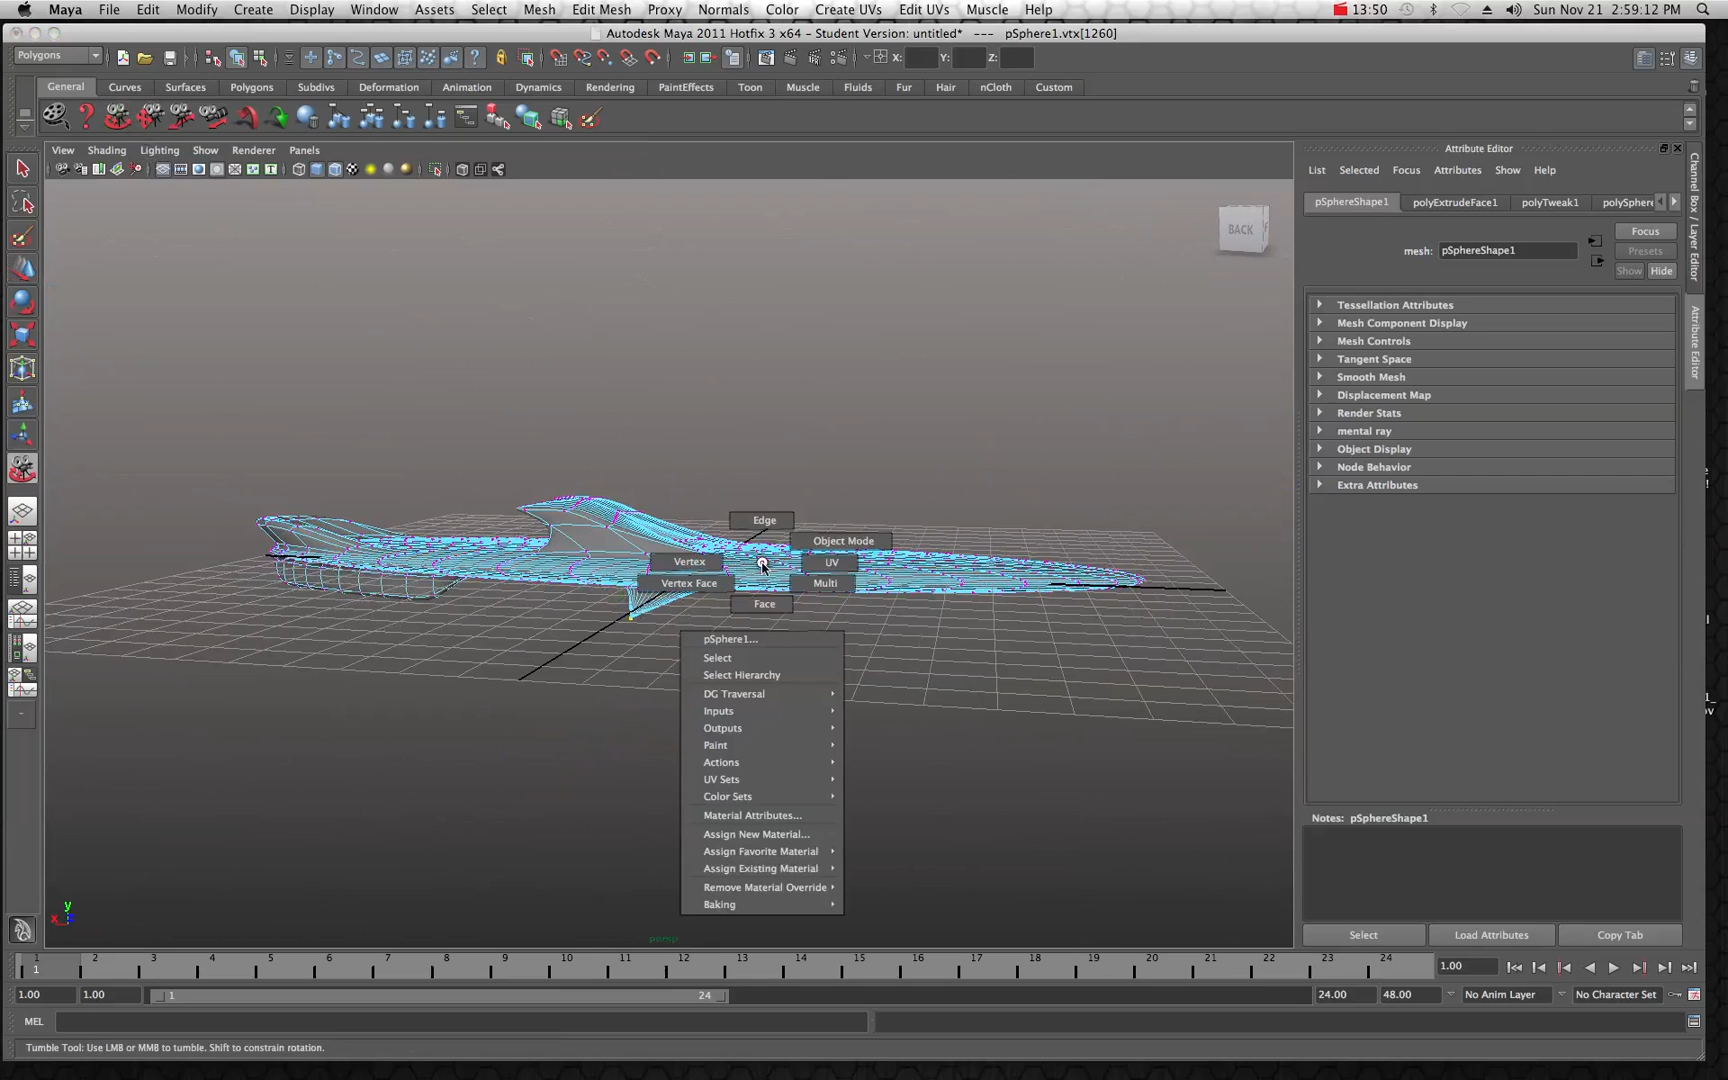 Maya File Edit Modify Create Display Window Assets Select Mesh Edit Mesh Proxy Normals Color Create UVs Edit UVs Muscle Help 13:50 Sun Nov 21 2:59:12 PM
Autodesk Maya 2011 Hotfix 3 x64 – Student Version: untitled* --- pSphere1.vtx[1260]
Polygons X: Y: Z:
General Curves Surfaces Polygons Subdivs Deformation Animation Dynamics Rendering PaintEffects Toon Muscle Fluids Fur Hair nCloth Custom
View Shading Lighting Show Renderer Panels
BACK
Attribute Editor
List Selected Focus Attributes Show Help
pSphereShape1 polyExtrudeFace1 polyTweak1 polySphere
Focus
mesh: pSphereShape1 Presets
Show Hide
Tessellation Attributes
Mesh Component Display
Mesh Controls
Tangent Space
Smooth Mesh
Displacement Map
Render Stats
mental ray
Object Display
Node Behavior
Extra Attributes
Channel Box / Layer Editor
Attribute Editor
Edge
Object Mode
Vertex UV
Vertex Face Multi
Face
pSphere1...
Select
Select Hierarchy
DG Traversal
Inputs
Outputs
Paint
Actions
UV Sets
Color Sets
Material Attributes...
Assign New Material...
Assign Favorite Material
Assign Existing Material
Remove Material Override
Baking
Notes: pSphereShape1
Select Load Attributes Copy Tab
y
x z
persp
1 2 3 4 5 6 7 8 9 10 11 12 13 14 15 16 17 18 19 20 21 22 23 24
1 1.00
1.00 1.00 1 24 24.00 48.00 No Anim Layer No Character Set
MEL
Tumble Tool: Use LMB or MMB to tumble. Shift to constrain rotation.